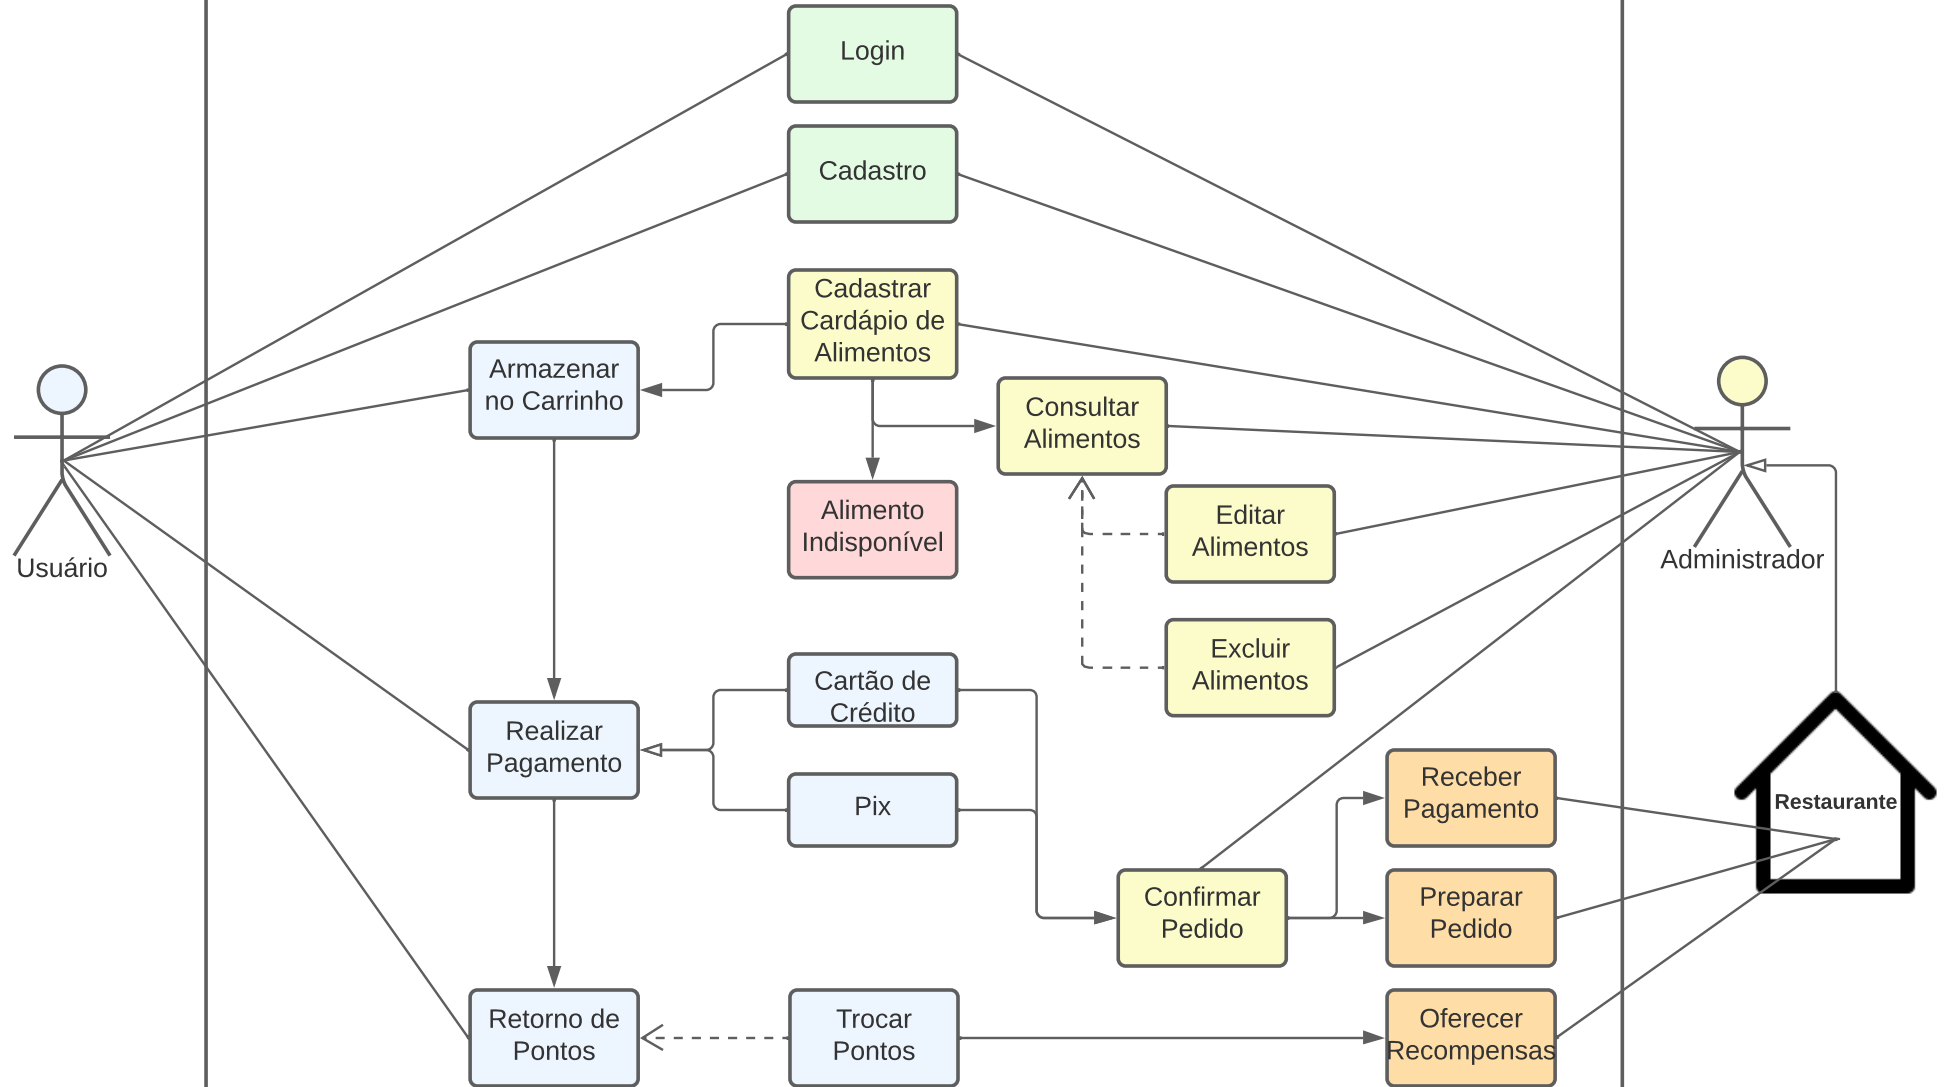 Login
Cadastro
Cadastrar
Cardápio de
Alimentos
Armazenar
no Carrinho
Consultar
Alimentos
Alimento
Indisponível
Editar
Alimentos
Usuário
Administrador
Excluir
Alimentos
Cartão de
Crédito
Realizar
Pagamento
Pix
Receber
Pagamento
Restaurante
Confirmar
Pedido
Preparar
Pedido
Retorno de
Pontos
Trocar
Pontos
Oferecer
Recompensas